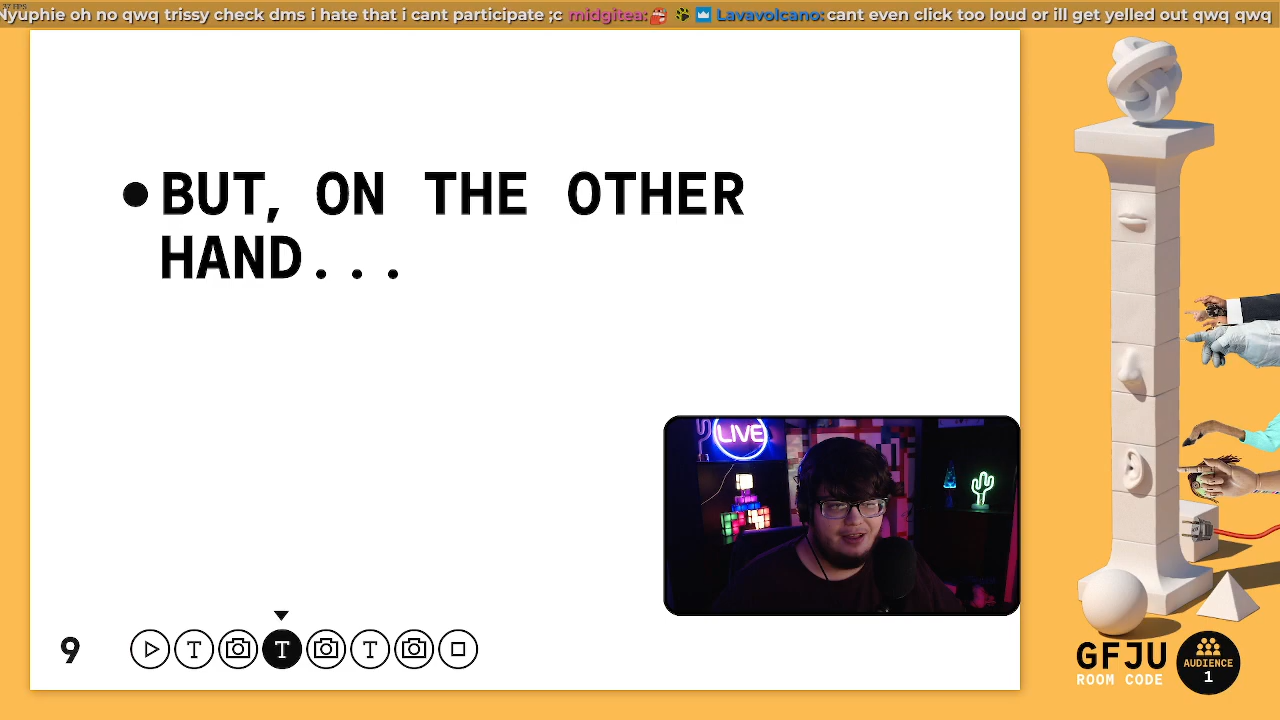 Nyuphie oh no qwq trissy check dms i hate that i cant participate ;c midgitea: Lavavolcano: cant even click too loud or ill get yelled out qwq qwq
BUT, ON THE OTHER
HAND...
LIVE
9
T T T
GFJU
ROOM CODE
AUDIENCE
1